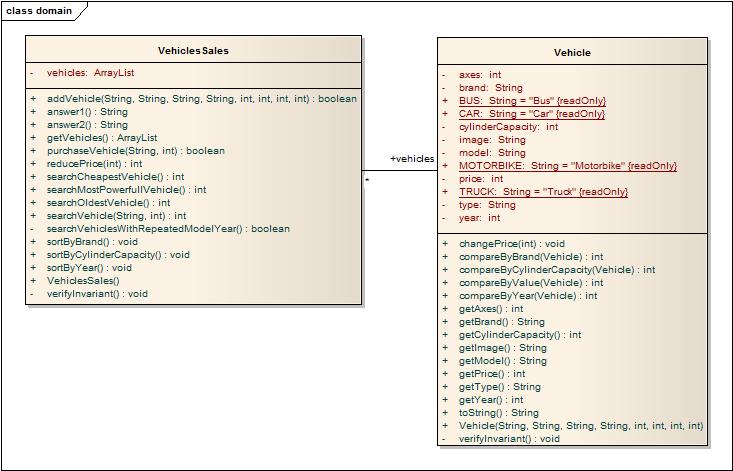 class domain
VehiclesSales
- vehicles: ArrayList
+ addVehicle(String, String, String, String, int, int, int, int) : boolean
+ answer1() : String
+ answer2() : String
+ getVehicles() : ArrayList
+ purchaseVehicle(String, int) : boolean
+ reducePrice(int) : int
+ searchCheapestVehicle() : int
+ searchMostPowerfullVehicle() : int
+ searchOldestVehicle() : int
+ searchVehicle(String, int) : int
- searchVehiclesWithRepeatedModelYear() : boolean
+ sortByBrand() : void
+ sortByCylinderCapacity() : void
+ sortByYear() : void
+ VehiclesSales()
- verifyInvariant() : void
+vehicles
*
Vehicle
- axes: int
- brand: String
+ BUS: String = "Bus" {readOnly}
+ CAR: String = "Car" {readOnly}
- cylinderCapacity: int
- image: String
- model: String
+ MOTORBIKE: String = "Motorbike" {readOnly}
- price: int
+ TRUCK: String = "Truck" {readOnly}
- type: String
- year: int
+ changePrice(int) : void
+ compareByBrand(Vehicle) : int
+ compareByCylinderCapacity(Vehicle) : int
+ compareByValue(Vehicle) : int
+ compareByYear(Vehicle) : int
+ getAxes() : int
+ getBrand() : String
+ getCylinderCapacity() : int
+ getImage() : String
+ getModel() : String
+ getPrice() : int
+ getType() : String
+ getYear() : int
+ toString() : String
+ Vehicle(String, String, String, String, int, int, int, int)
- verifyInvariant() : void